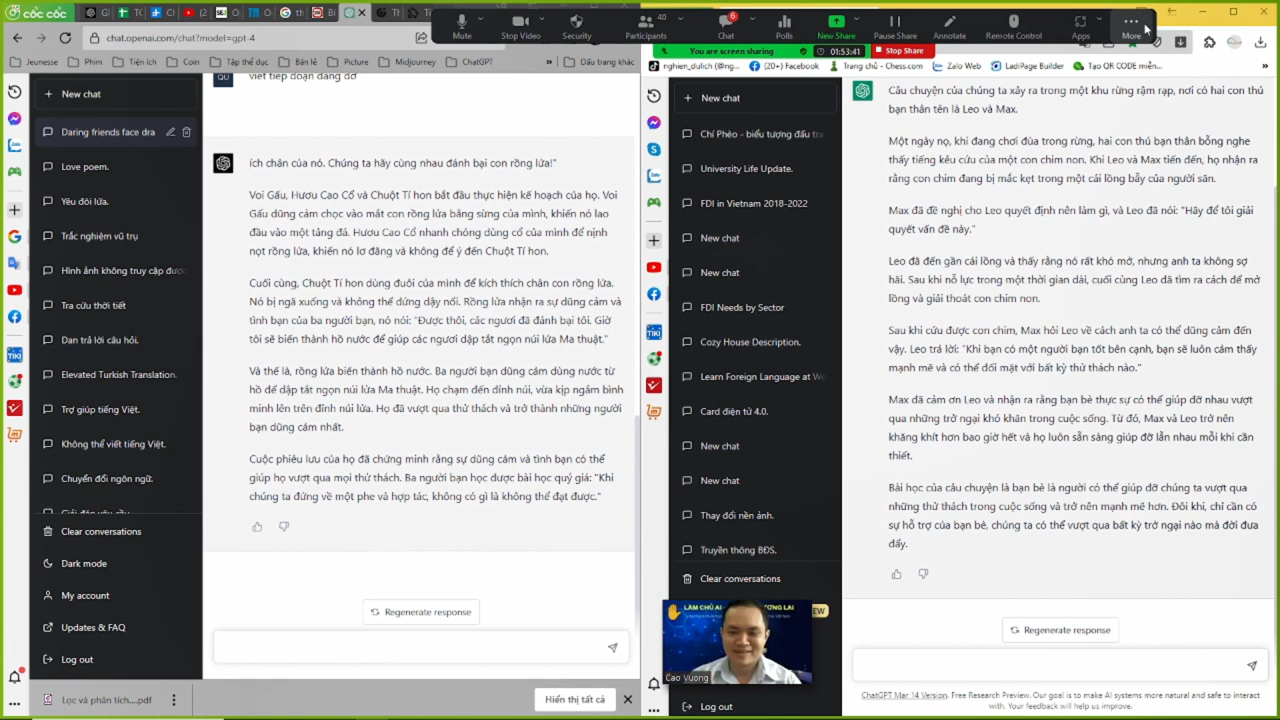 cốc cốc
chat.openai.com/chat?model=gpt-4
Jeunesse
Phim
Tiện ích
Coin
Tập thể dục
Bán lẻ
Picture
Midjourney
ChatGPT
Dấu trang khác
Mute
Stop Video
Security
40
Participants
6
Chat
Polls
New Share
Pause Share
Annotate
Remote Control
Apps
More
You are screen sharing
01:53:41
Stop Share
nghien_dulich (@ng...
(20+) Facebook
Trang chủ - Chess.com
Zalo Web
LadiPage Builder
Tạo QR CODE miễn...
New chat
Daring friends face dra
Love poem.
Yêu đôi lứa.
Trắc nghiệm vũ trụ
Hình ảnh không truy cập được
Tra cứu thời tiết
Dan trả lời câu hỏi.
Elevated Turkish Translation.
Trợ giúp tiếng Việt.
Không thể viết tiếng Việt.
Chuyển đổi ngôn ngữ.
Clear conversations
Dark mode
My account
Updates & FAQ
Log out
viết tiếp đoạn dang dở
ích chân của nó. Chúng ta hãy cùng nhau đánh bại con rồng lửa!"
Voi Gấu, Hươu Cao Cổ và Chuột Tí hon bắt đầu thực hiện kế hoạch của họ. Voi
Gấu dũng cảm chọc vào mắt con rồng lửa bằng sừng của mình, khiến nó lao
đầu vào một tảng đá. Hươu Cao Cổ nhanh chóng dùng cổ của mình để nịnh
nọt rồng lửa, khiến nó lơ đãng và không để ý đến Chuột Tí hon.
Cuối cùng, Chuột Tí hon dùng đuôi của mình để kích thích chân con rồng lửa.
Nó bị ngã xuống và không thể đứng dậy nổi. Rồng lửa nhận ra sự dũng cảm và
tình bạn của ba người bạn, nó nói: "Được thôi, các ngươi đã đánh bại tôi. Giờ
tôi sẽ biến thành hồ nước để giúp các ngươi dập tắt ngọn núi lửa Ma thuật."
Và thế là, rồng lửa biến thành hồ nước. Ba người bạn dũng cảm dùng nước từ
hồ để dập tắt ngọn núi lửa Ma thuật. Họ chạm đến đỉnh núi, vừa kịp ngắm bình
minh lên trên đỉnh núi lửa. Họ đã vượt qua thử thách và trở thành những người
bạn dũng cảm nhất.
Cuộc phiêu lưu của họ đã chứng minh rằng sự dũng cảm và tình bạn có thể
giúp họ vượt qua mọi thử thách. Ba người bạn học được bài học quý giá: "Khi
chúng ta đứng về một phe và hợp tác, không có gì là không thể đạt được."
Regenerate response
Lọc và phân tích....pdf
Hiển thị tất cả
New chat
Chí Phèo - biểu tượng đấu tra
University Life Update.
FDI in Vietnam 2018-2022
New chat
New chat
FDI Needs by Sector
Cozy House Description.
Learn Foreign Language at Wo
Card điện tử 4.0.
New chat
New chat
Thay đổi nền ảnh.
Truyền thông BĐS.
Clear conversations
Log out
LÀM CHỦ AI
Cao Vuong
Câu chuyện của chúng ta xảy ra trong một khu rừng rậm rạp, nơi có hai con thú
bạn thân tên là Leo và Max.
Một ngày nọ, khi đang chơi đùa trong rừng, hai con thú bạn thân bỗng nghe
thấy tiếng kêu cứu của một con chim non. Khi Leo và Max tiến đến, họ nhận ra
rằng con chim đang bị mắc kẹt trong một cái lồng bẫy của người săn.
Max đã đề nghị cho Leo quyết định nên làm gì, và Leo đã nói: "Hãy để tôi giải
quyết vấn đề này."
Leo đã đến gần cái lồng và thấy rằng nó rất khó mở, nhưng anh ta không sợ
hãi. Sau khi nỗ lực trong một thời gian dài, cuối cùng Leo đã tìm ra cách để mở
lồng và giải thoát con chim non.
Sau khi cứu được con chim, Max hỏi Leo về cách anh ta có thể dũng cảm đến
vậy. Leo trả lời: "Khi bạn có một người bạn tốt bên cạnh, bạn sẽ luôn cảm thấy
mạnh mẽ và có thể đối mặt với bất kỳ thử thách nào."
Max đã cảm ơn Leo và nhận ra rằng bạn bè thực sự có thể giúp đỡ nhau vượt
qua những trở ngại khó khăn trong cuộc sống. Từ đó, Max và Leo trở nên
khăng khít hơn bao giờ hết và họ luôn sẵn sàng giúp đỡ lẫn nhau mỗi khi cần
thiết.
Bài học của câu chuyện là bạn bè là người có thể giúp đỡ chúng ta vượt qua
những thử thách trong cuộc sống và trở nên mạnh mẽ hơn. Đôi khi, chỉ cần có
sự hỗ trợ của bạn bè, chúng ta có thể vượt qua bất kỳ trở ngại nào mà đời đưa
đẩy.
Regenerate response
ChatGPT Mar 14 Version. Free Research Preview. Our goal is to make AI systems more natural and safe to interact
with. Your feedback will help us improve.